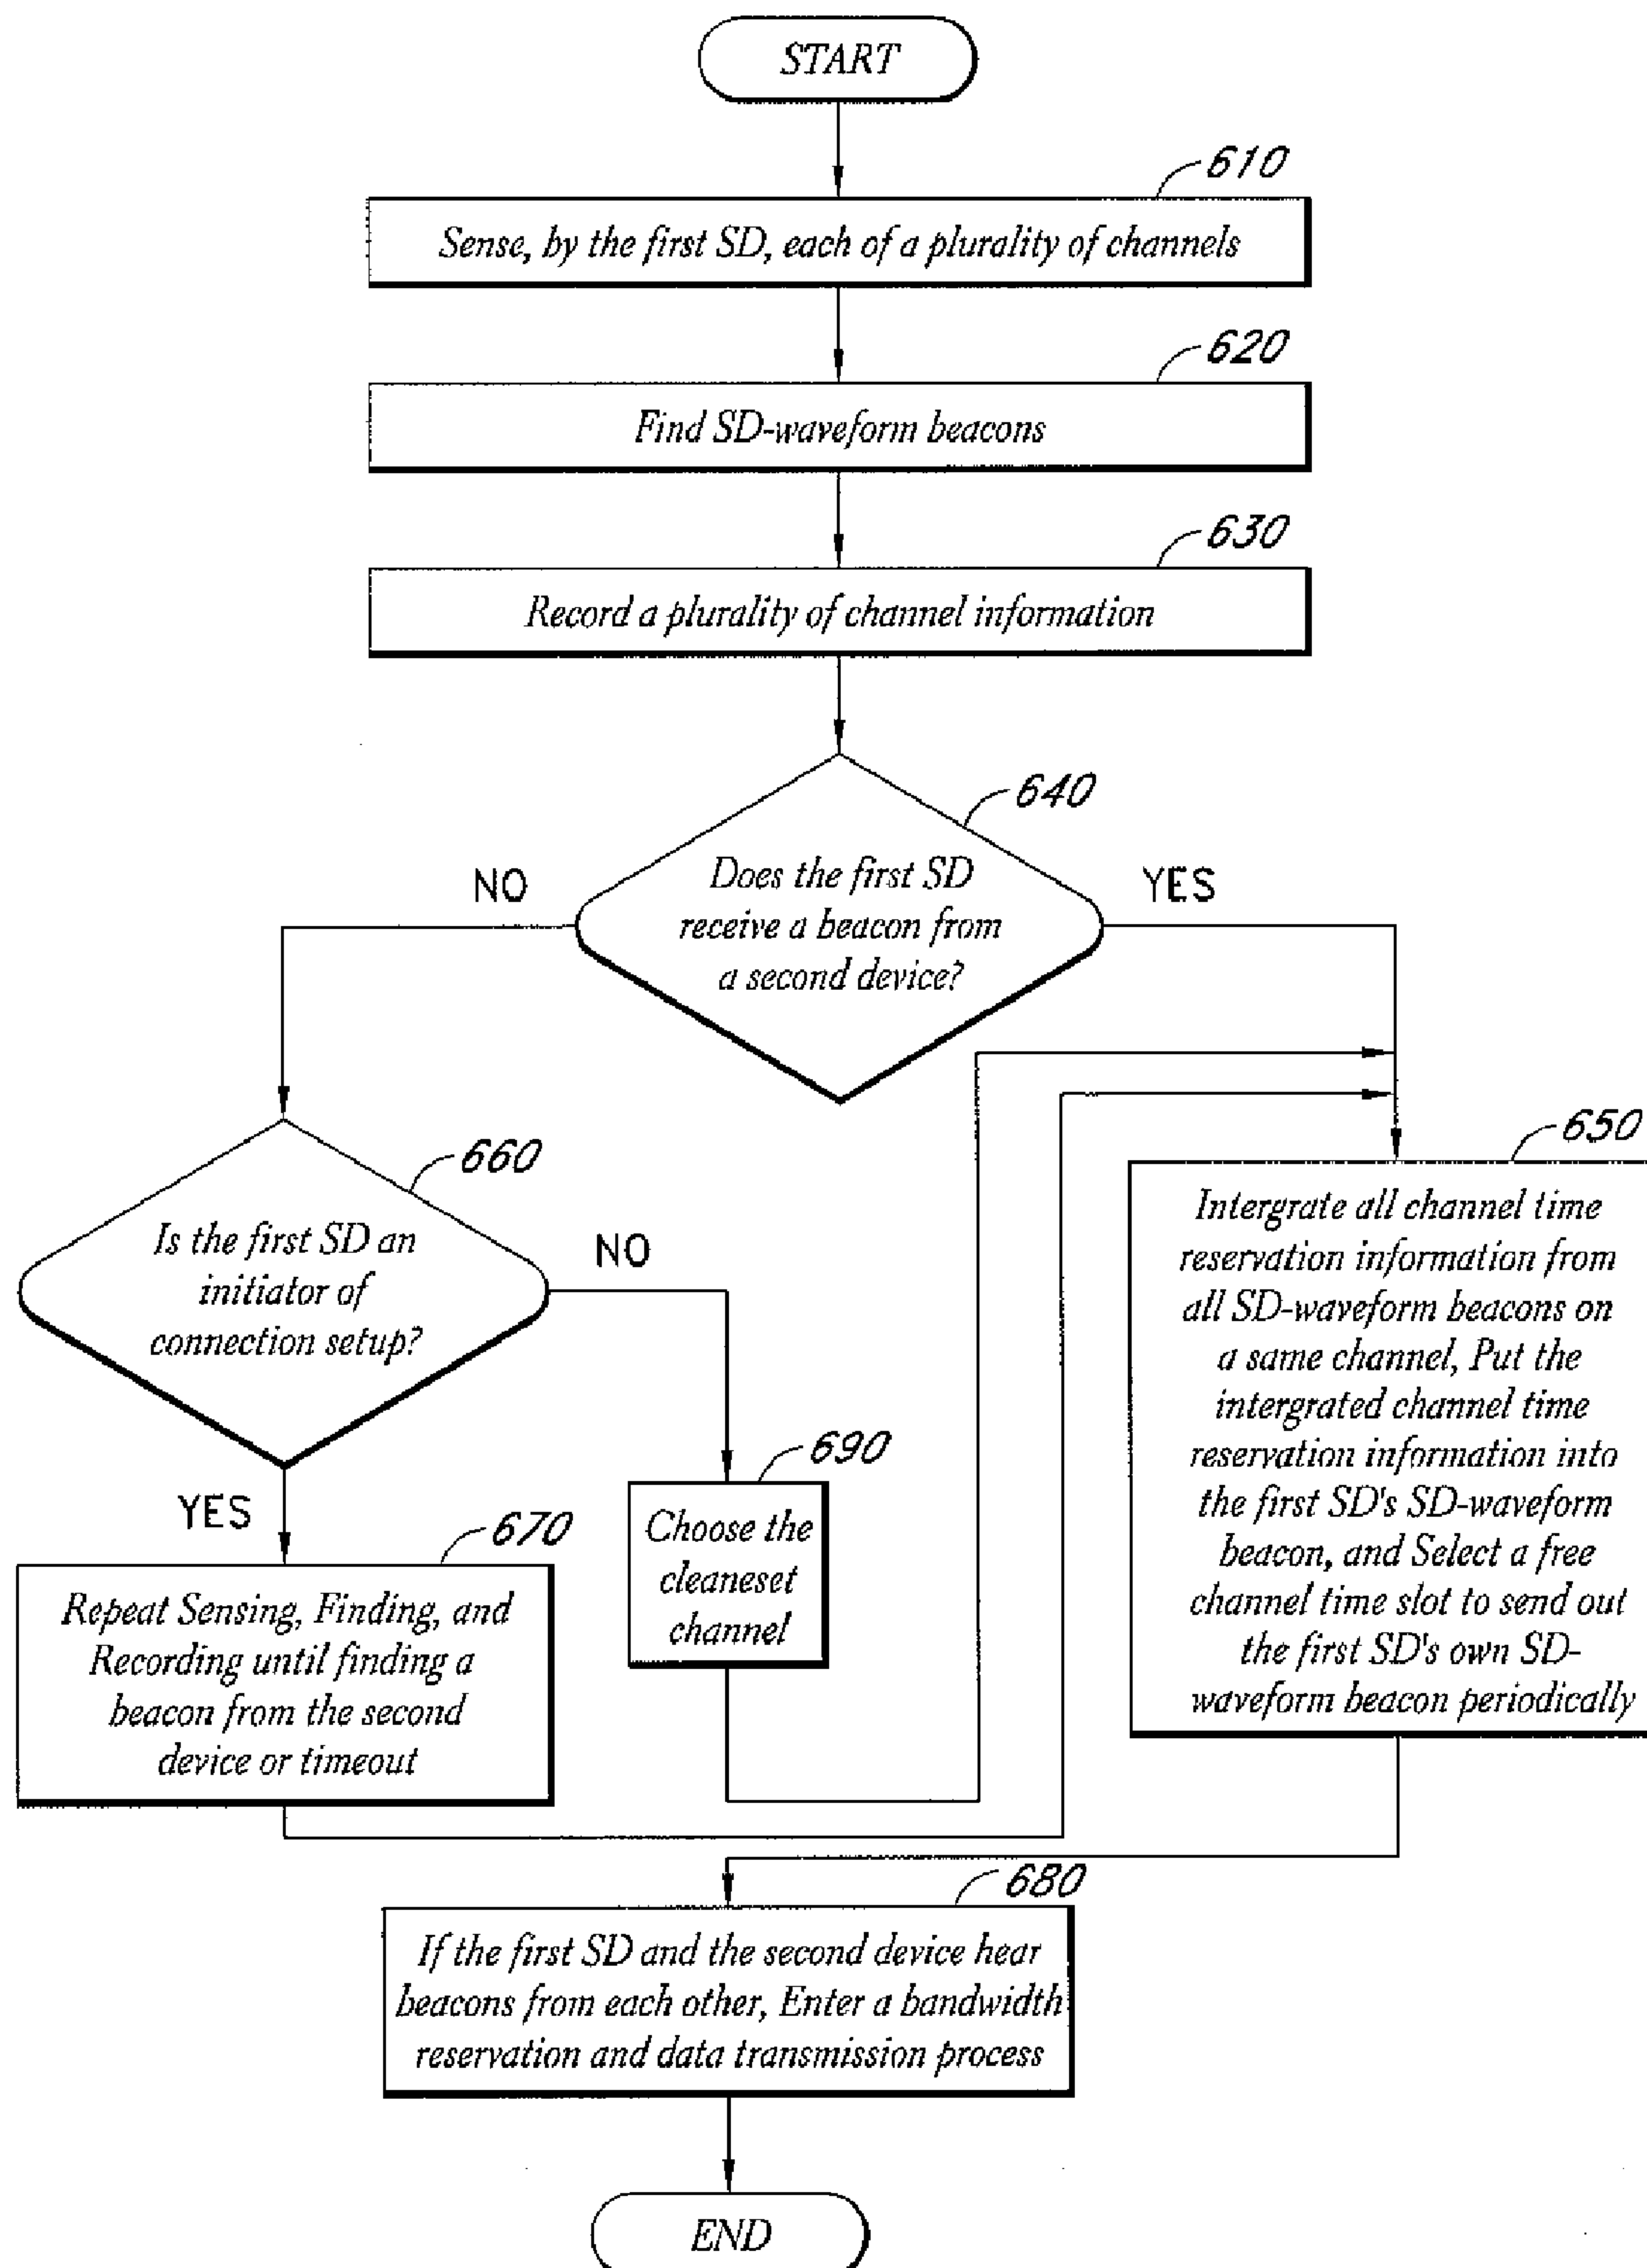 START
610
Sense, by the first SD, each of a plurality of channels
620
Find SD-waveform beacons
630
Record a plurality of channel information
640
Does the first SD
receive a beacon from
a second device?
NO
YES
650
Intergrate all channel time
reservation information from
all SD-waveform beacons on
a same channel, Put the
intergrated channel time
reservation information into
the first SD's SD-waveform
beacon, and Select a free
channel time slot to send out
the first SD's own SD-
waveform beacon periodically
660
Is the first SD an
initiator of
connection setup?
NO
YES
690
Choose the
cleaneset
channel
670
Repeat Sensing, Finding, and
Recording until finding a
beacon from the second
device or timeout
680
If the first SD and the second device hear
beacons from each other, Enter a bandwidth
reservation and data transmission process
END